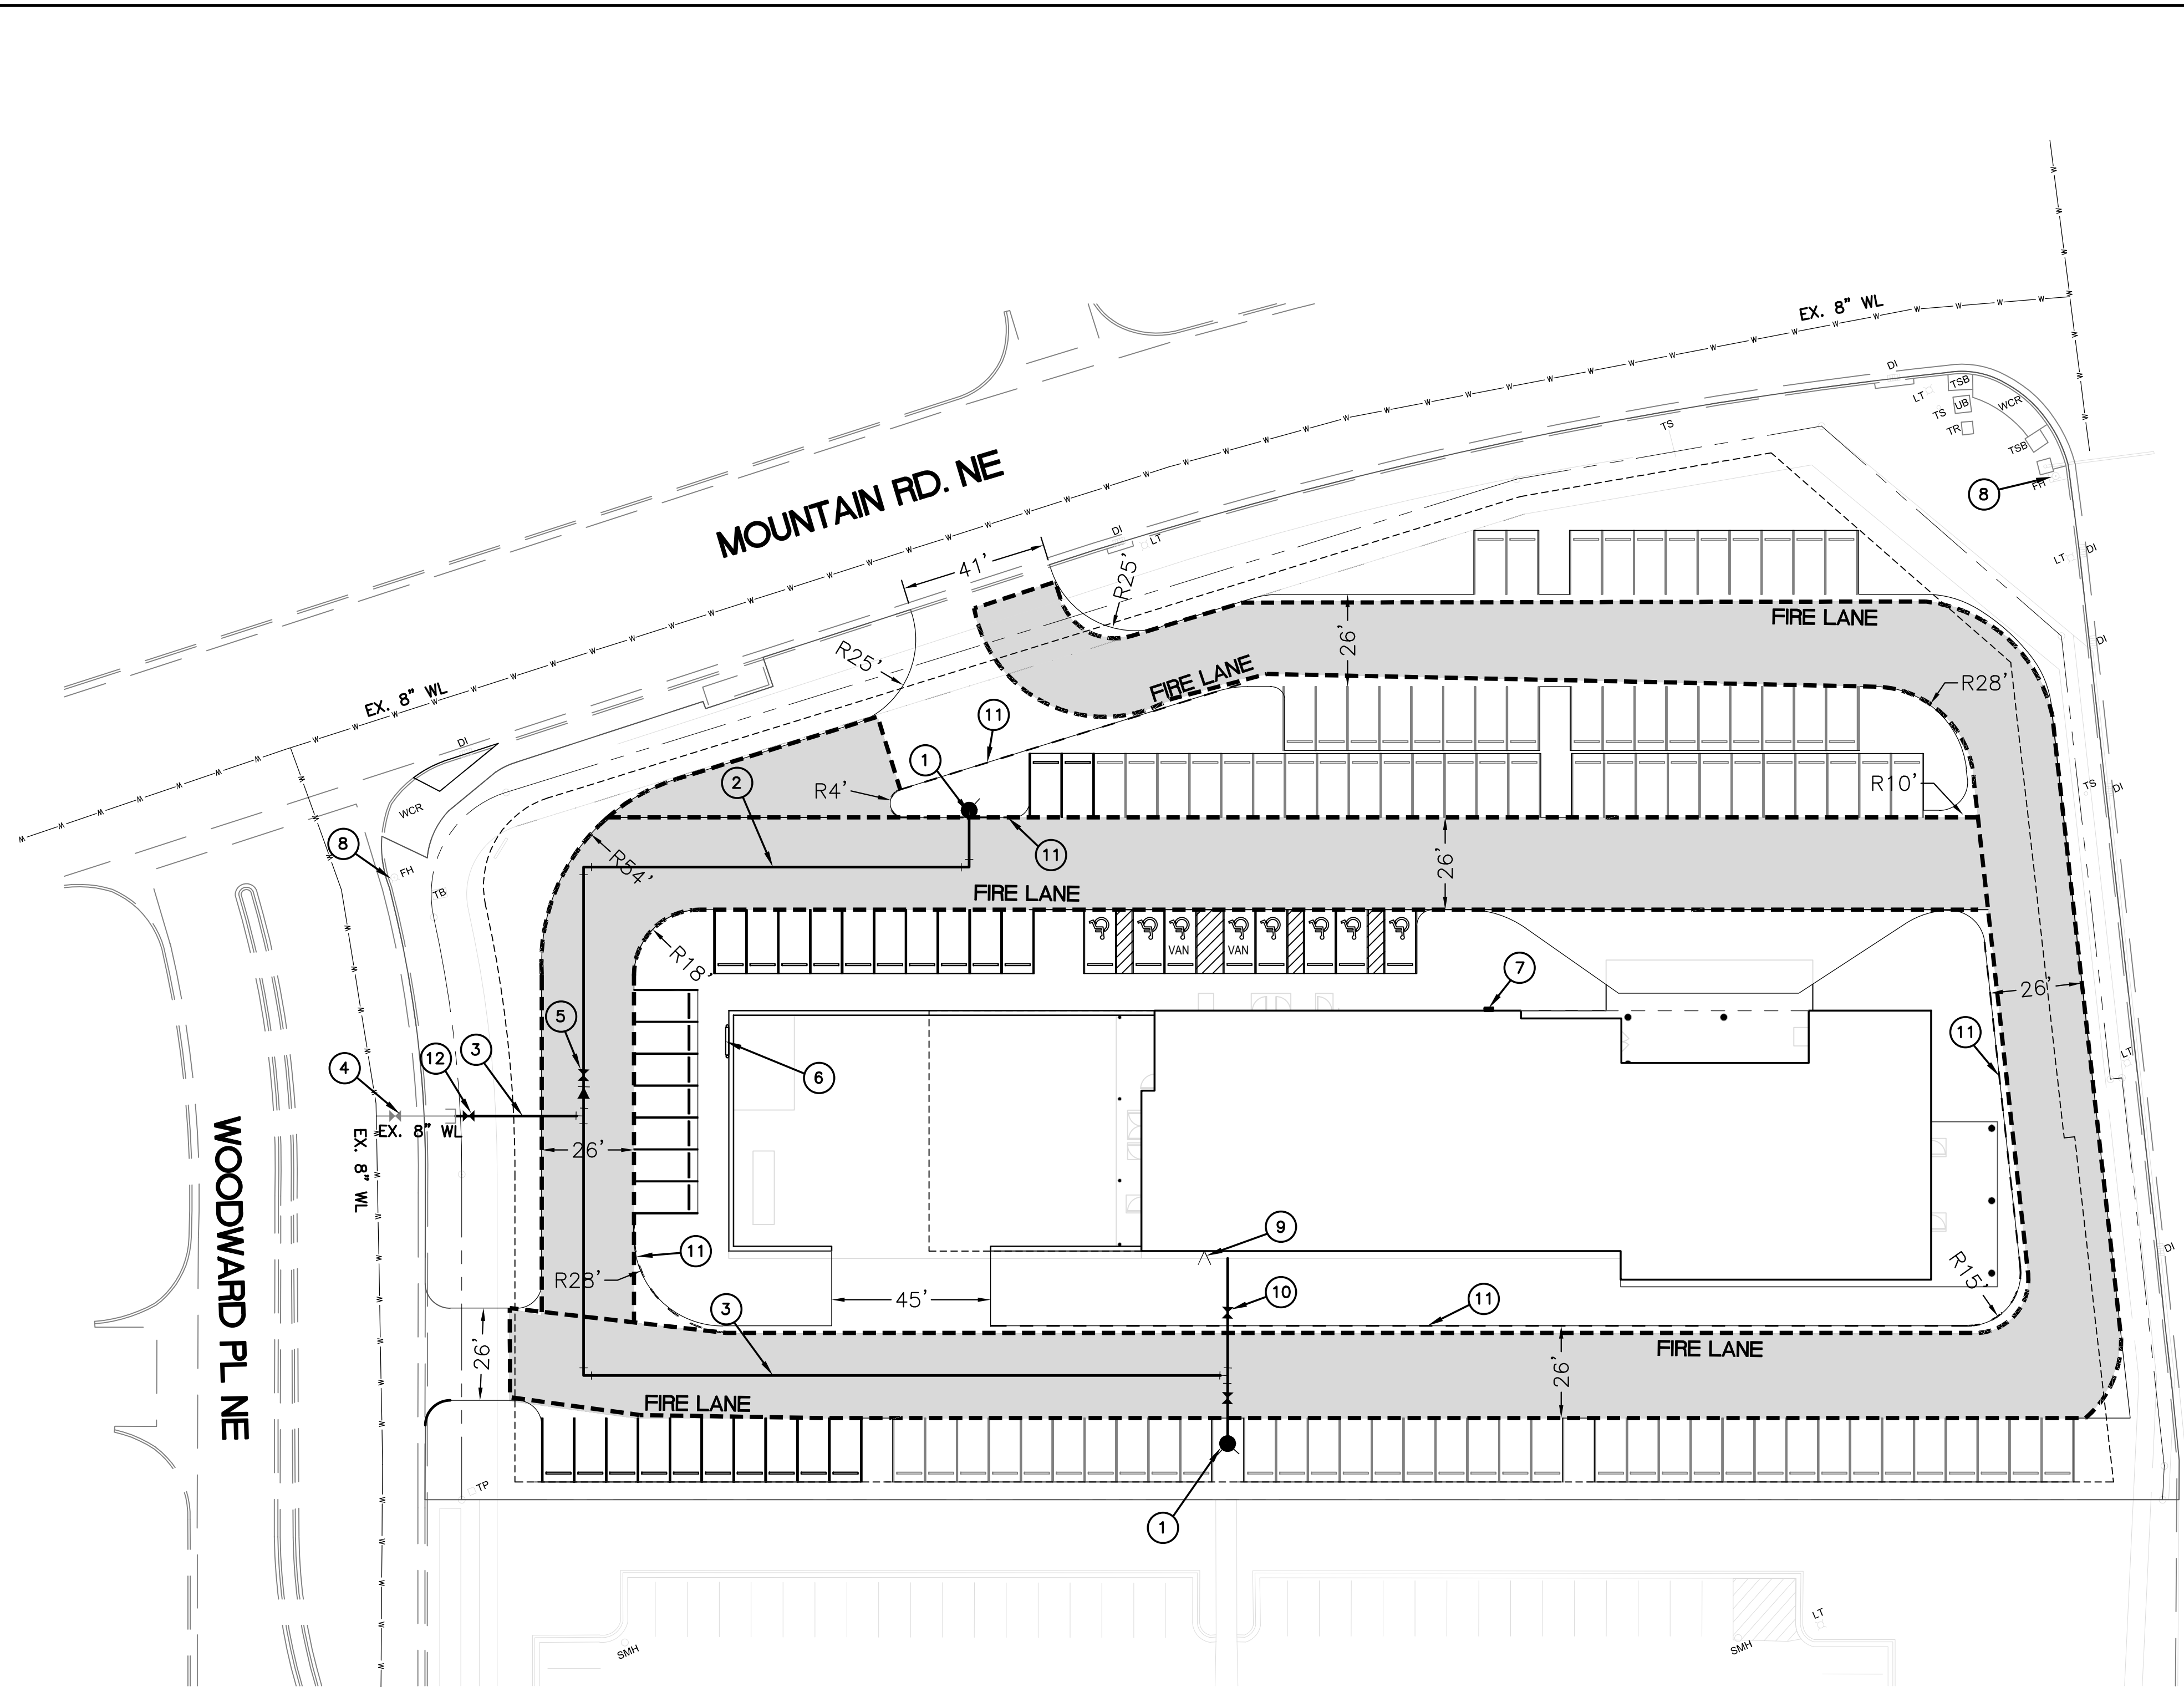 EX. 8" WL
W W W W W W W W W W W W W W W W W W W W W W W W W W W W W W W W W W W W W W W W W W W W W W W W W W
DI
TSB
LT
UB
WCR
TS
TR
TSB
TS
FH
8
MOUNTAIN RD. NE
DI
LT
41'
R25'
LT
DI
FIRE LANE
26'
DI
R25'
FIRE LANE
R28'
EX. 8" WL
11
DI
1
2
R4'
R10'
TS
DI
WCR
8
11
R54'
26'
FH
TB
FIRE LANE
VAN
VAN
R18'
7
26'
5
11
12
3
4
6
LT
EX. 8" WL
EX. 8" WL
26'
WOODWARD PL NE
9
11
DI
R28'
R15'
45'
3
10
11
26'
FIRE LANE
26'
FIRE LANE
TP
1
LT
SMH
SMH